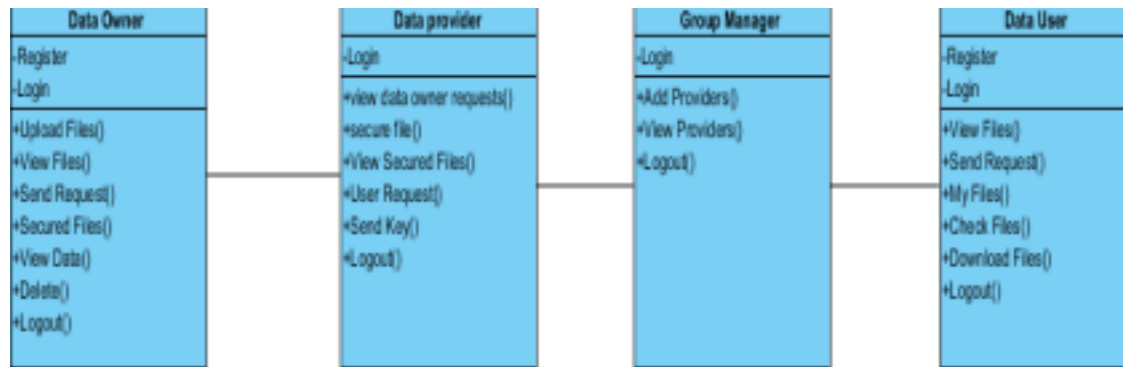 Data Owner
-Register
-Login
+Upload Files()
+View Files()
+Send Request()
+Secured Files()
+View Data()
+Delete()
+Logout()
Data provider
-Login
+view data owner requests()
+secure file()
+View Secured Files()
+User Request()
+Send Key()
+Logout()
Group Manager
-Login
+Add Providers()
+View Providers()
+Logout()
Data User
-Register
-Login
+View Files()
+Send Request()
+My Files()
+Check Files()
+Download Files()
+Logout()